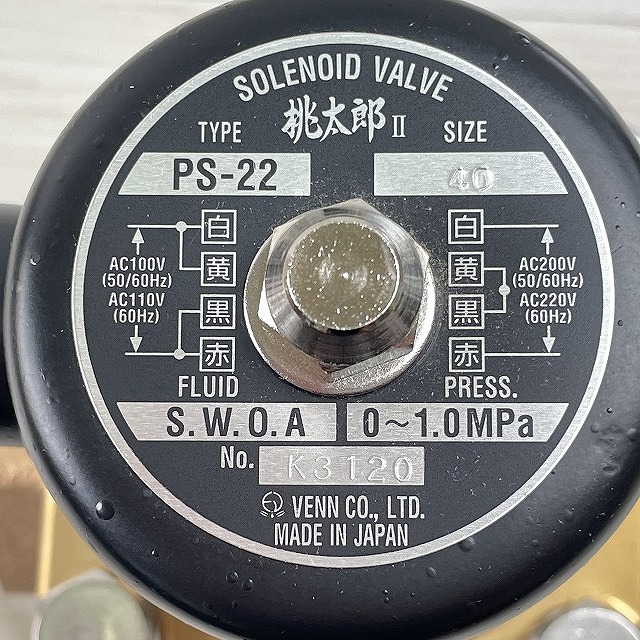 SOLENOID VALVE
桃太郎II
TYPE
SIZE
PS-22
40
白
黄
黒
赤
AC100V
(50/60Hz)
AC110V
(60Hz)
白
黄
黒
赤
AC200V
(50/60Hz)
AC220V
(60Hz)
FLUID
PRESS.
S.W.O.A
0~1.0MPa
No. K3120
VENN CO., LTD.
MADE IN JAPAN